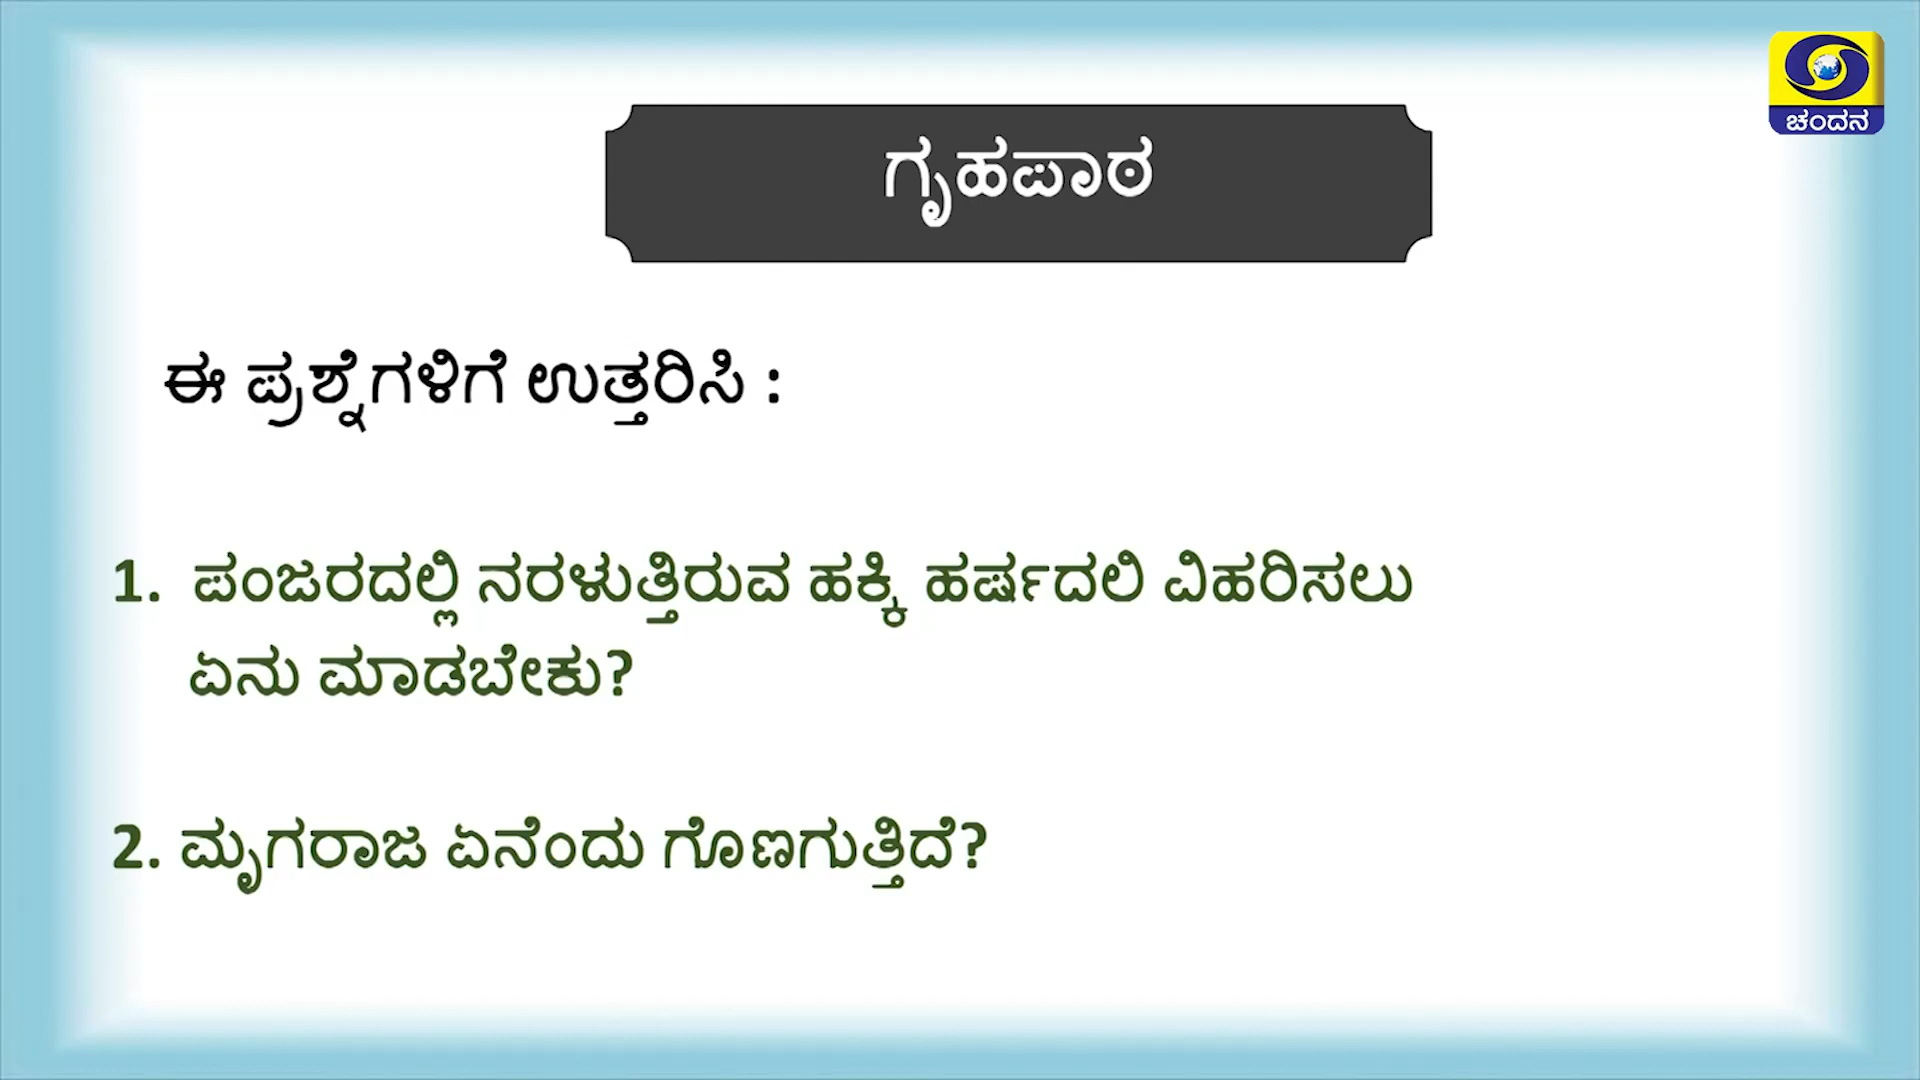 ಚಂದನ
ಗೃಹಪಾಠ
ಈ ಪ್ರಶ್ನೆಗಳಿಗೆ ಉತ್ತರಿಸಿ :
1. ಪಂಜರದಲ್ಲಿ ನರಳುತ್ತಿರುವ ಹಕ್ಕಿ ಹರ್ಷದಲಿ ವಿಹರಿಸಲು
ಏನು ಮಾಡಬೇಕು?
2. ಮೃಗರಾಜ ಏನೆಂದು ಗೊಣಗುತ್ತಿದೆ?